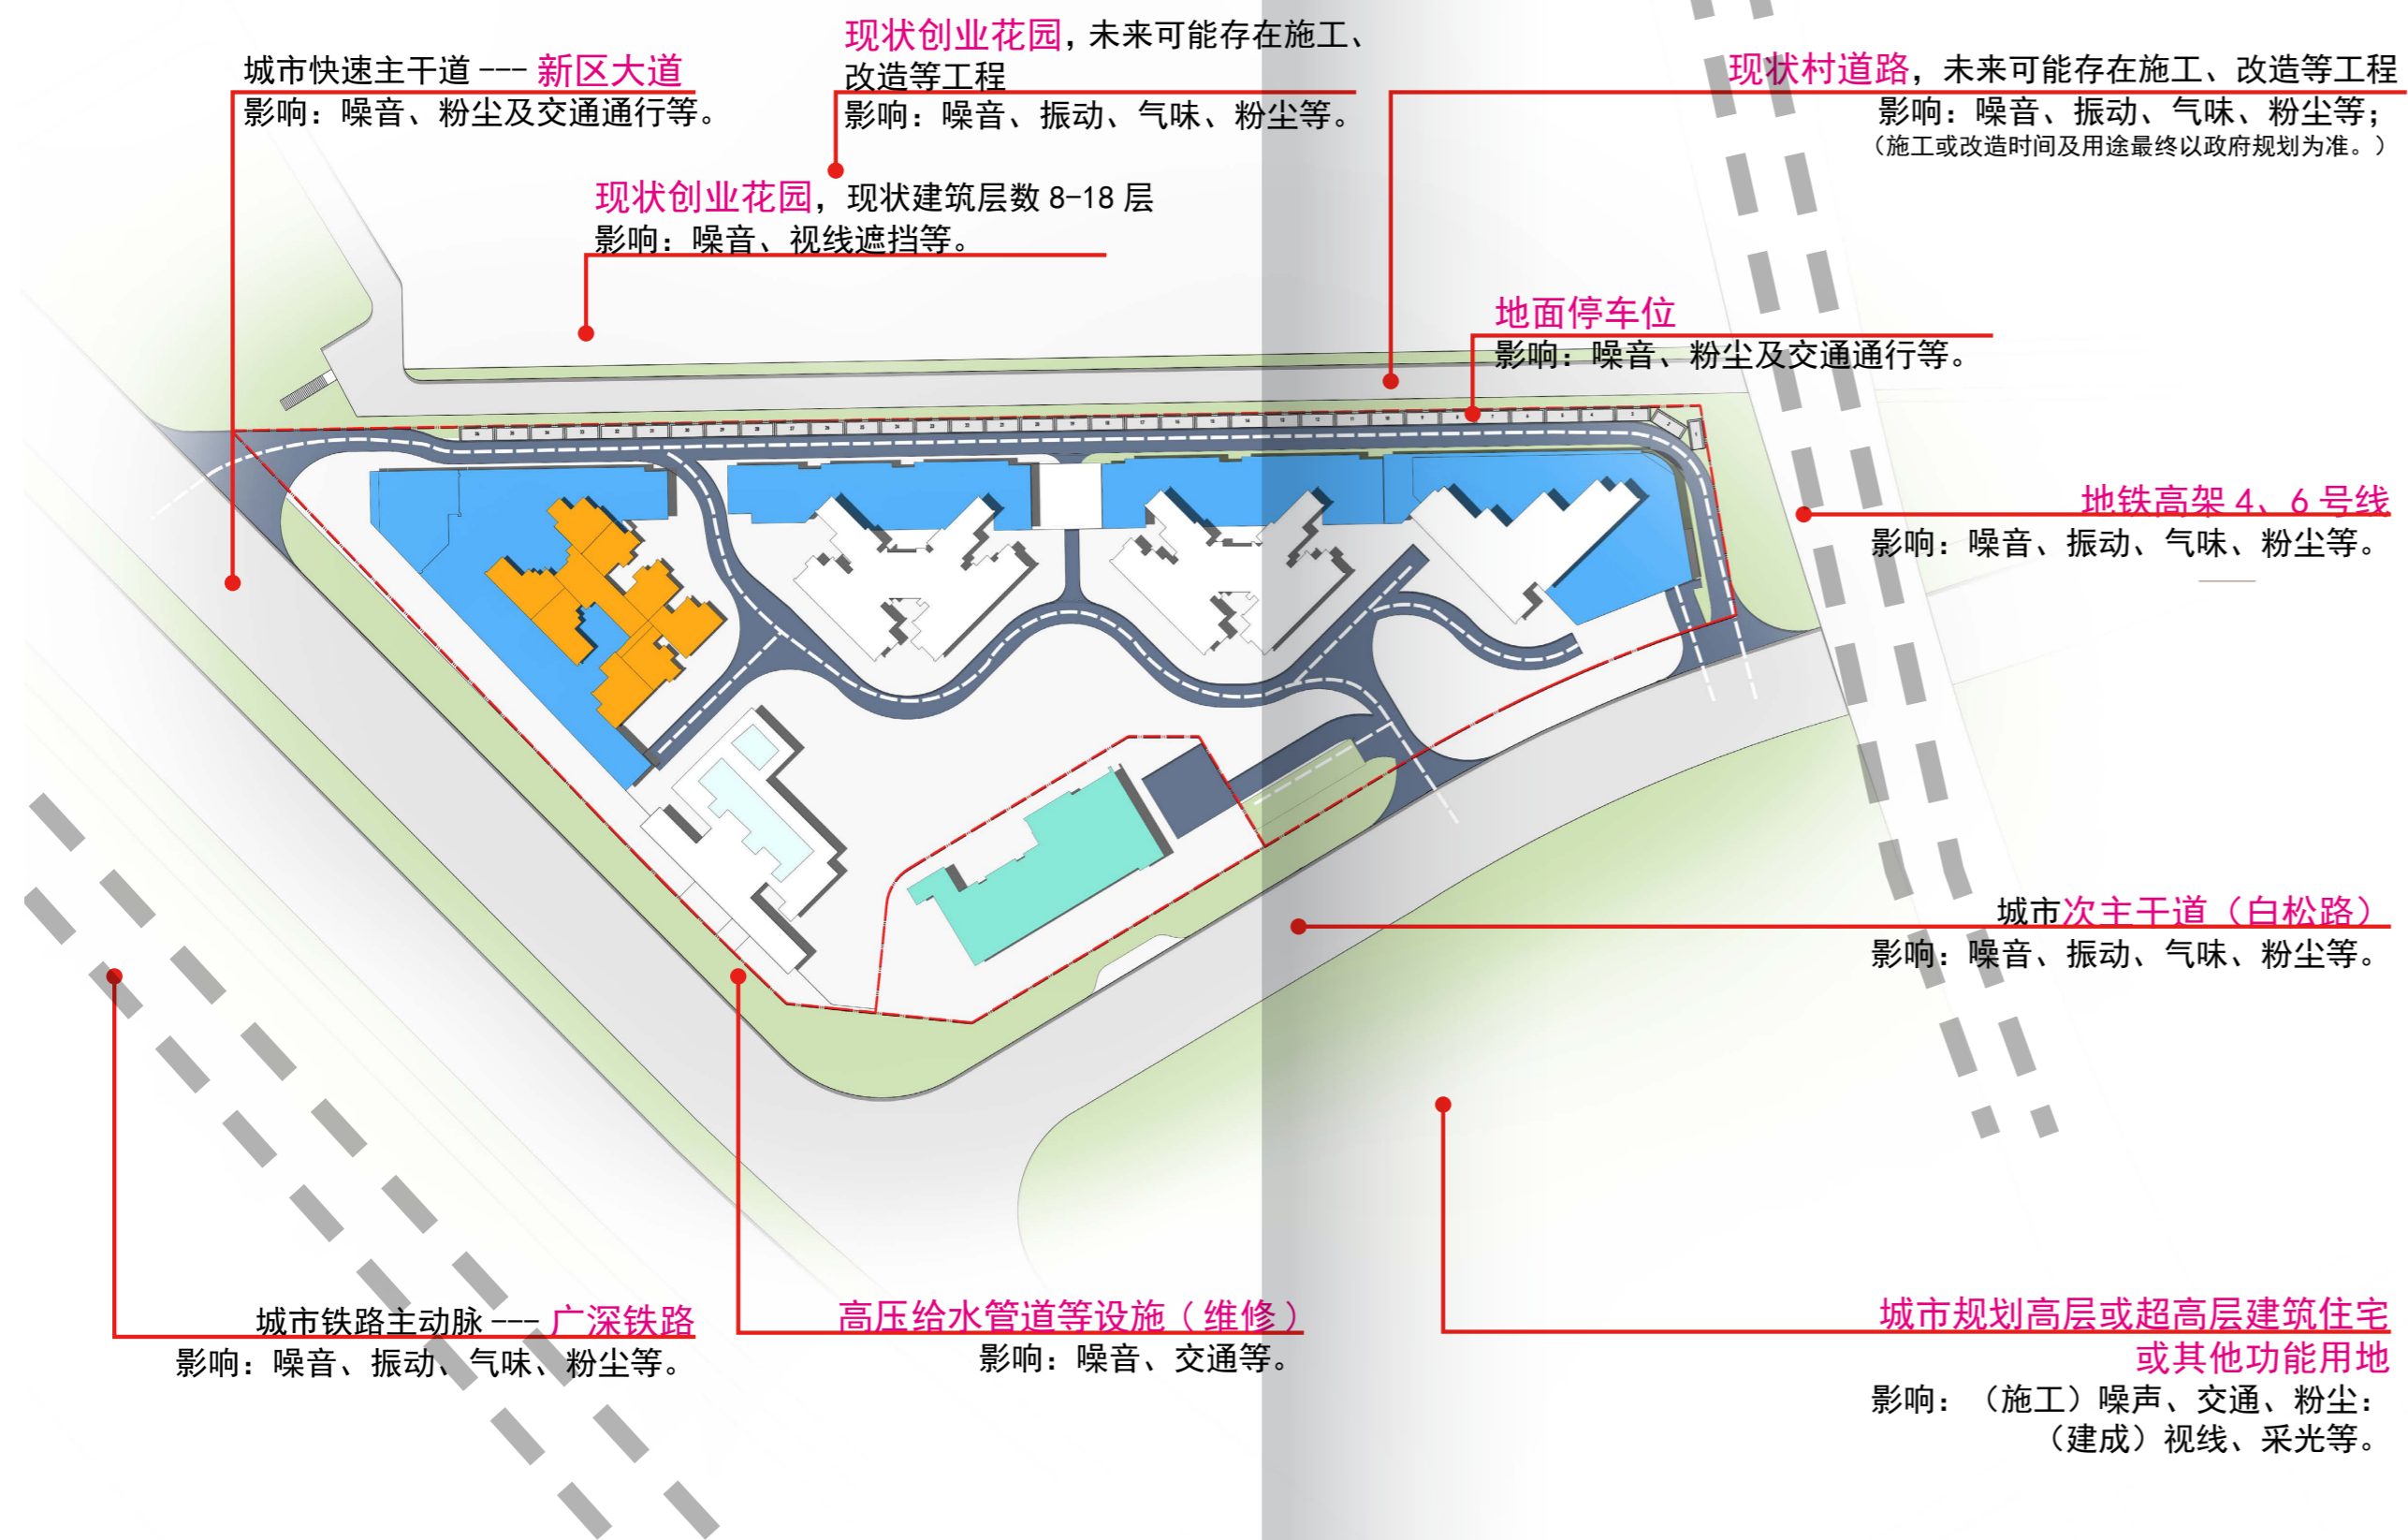 城市快速主干道 --- 新区大道
影响：噪音、粉尘及交通通行等。
现状创业花园，未来可能存在施工、
改造等工程
影响：噪音、振动、气味、粉尘等。
现状村道路，未来可能存在施工、改造等工程
影响：噪音、振动、气味、粉尘等；
（施工或改造时间及用途最终以政府规划为准。）
现状创业花园，现状建筑层数 8-18 层
影响：噪音、视线遮挡等。
地面停车位
影响：噪音、粉尘及交通通行等。
地铁高架 4、6 号线
影响：噪音、振动、气味、粉尘等。
城市次主干道（白松路）
影响：噪音、振动、气味、粉尘等。
城市铁路主动脉 --- 广深铁路
影响：噪音、振动、气味、粉尘等。
高压给水管道等设施（维修）
影响：噪音、交通等。
城市规划高层或超高层建筑住宅
或其他功能用地
影响：（施工）噪声、交通、粉尘：
（建成）视线、采光等。